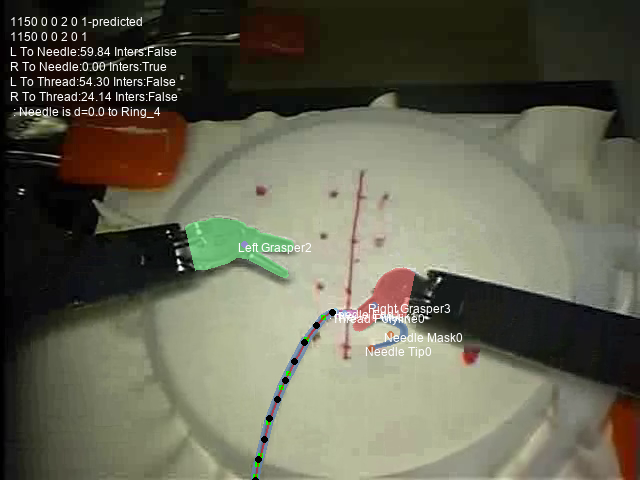 1150 0 0 2 0 1-predicted
1150 0 0 2 0 1
L To Needle:59.84 Inters:False
R To Needle:0.00 Inters:True
L To Thread:54.30 Inters:False
R To Thread:24.14 Inters:False
: Needle is d=0.0 to Ring_4
Left Grasper2
Right Grasper3
Thread Polyline0
Needle Mask0
Needle Tip0